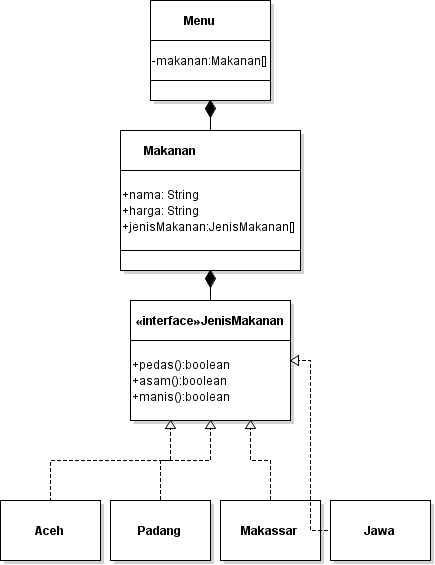 Menu
-makanan:Makanan[]
Makanan
+nama: String
+harga: String
+jenisMakanan:JenisMakanan[]
«interface»JenisMakanan
+pedas():boolean
+asam():boolean
+manis():boolean
Aceh
Padang
Makassar
Jawa